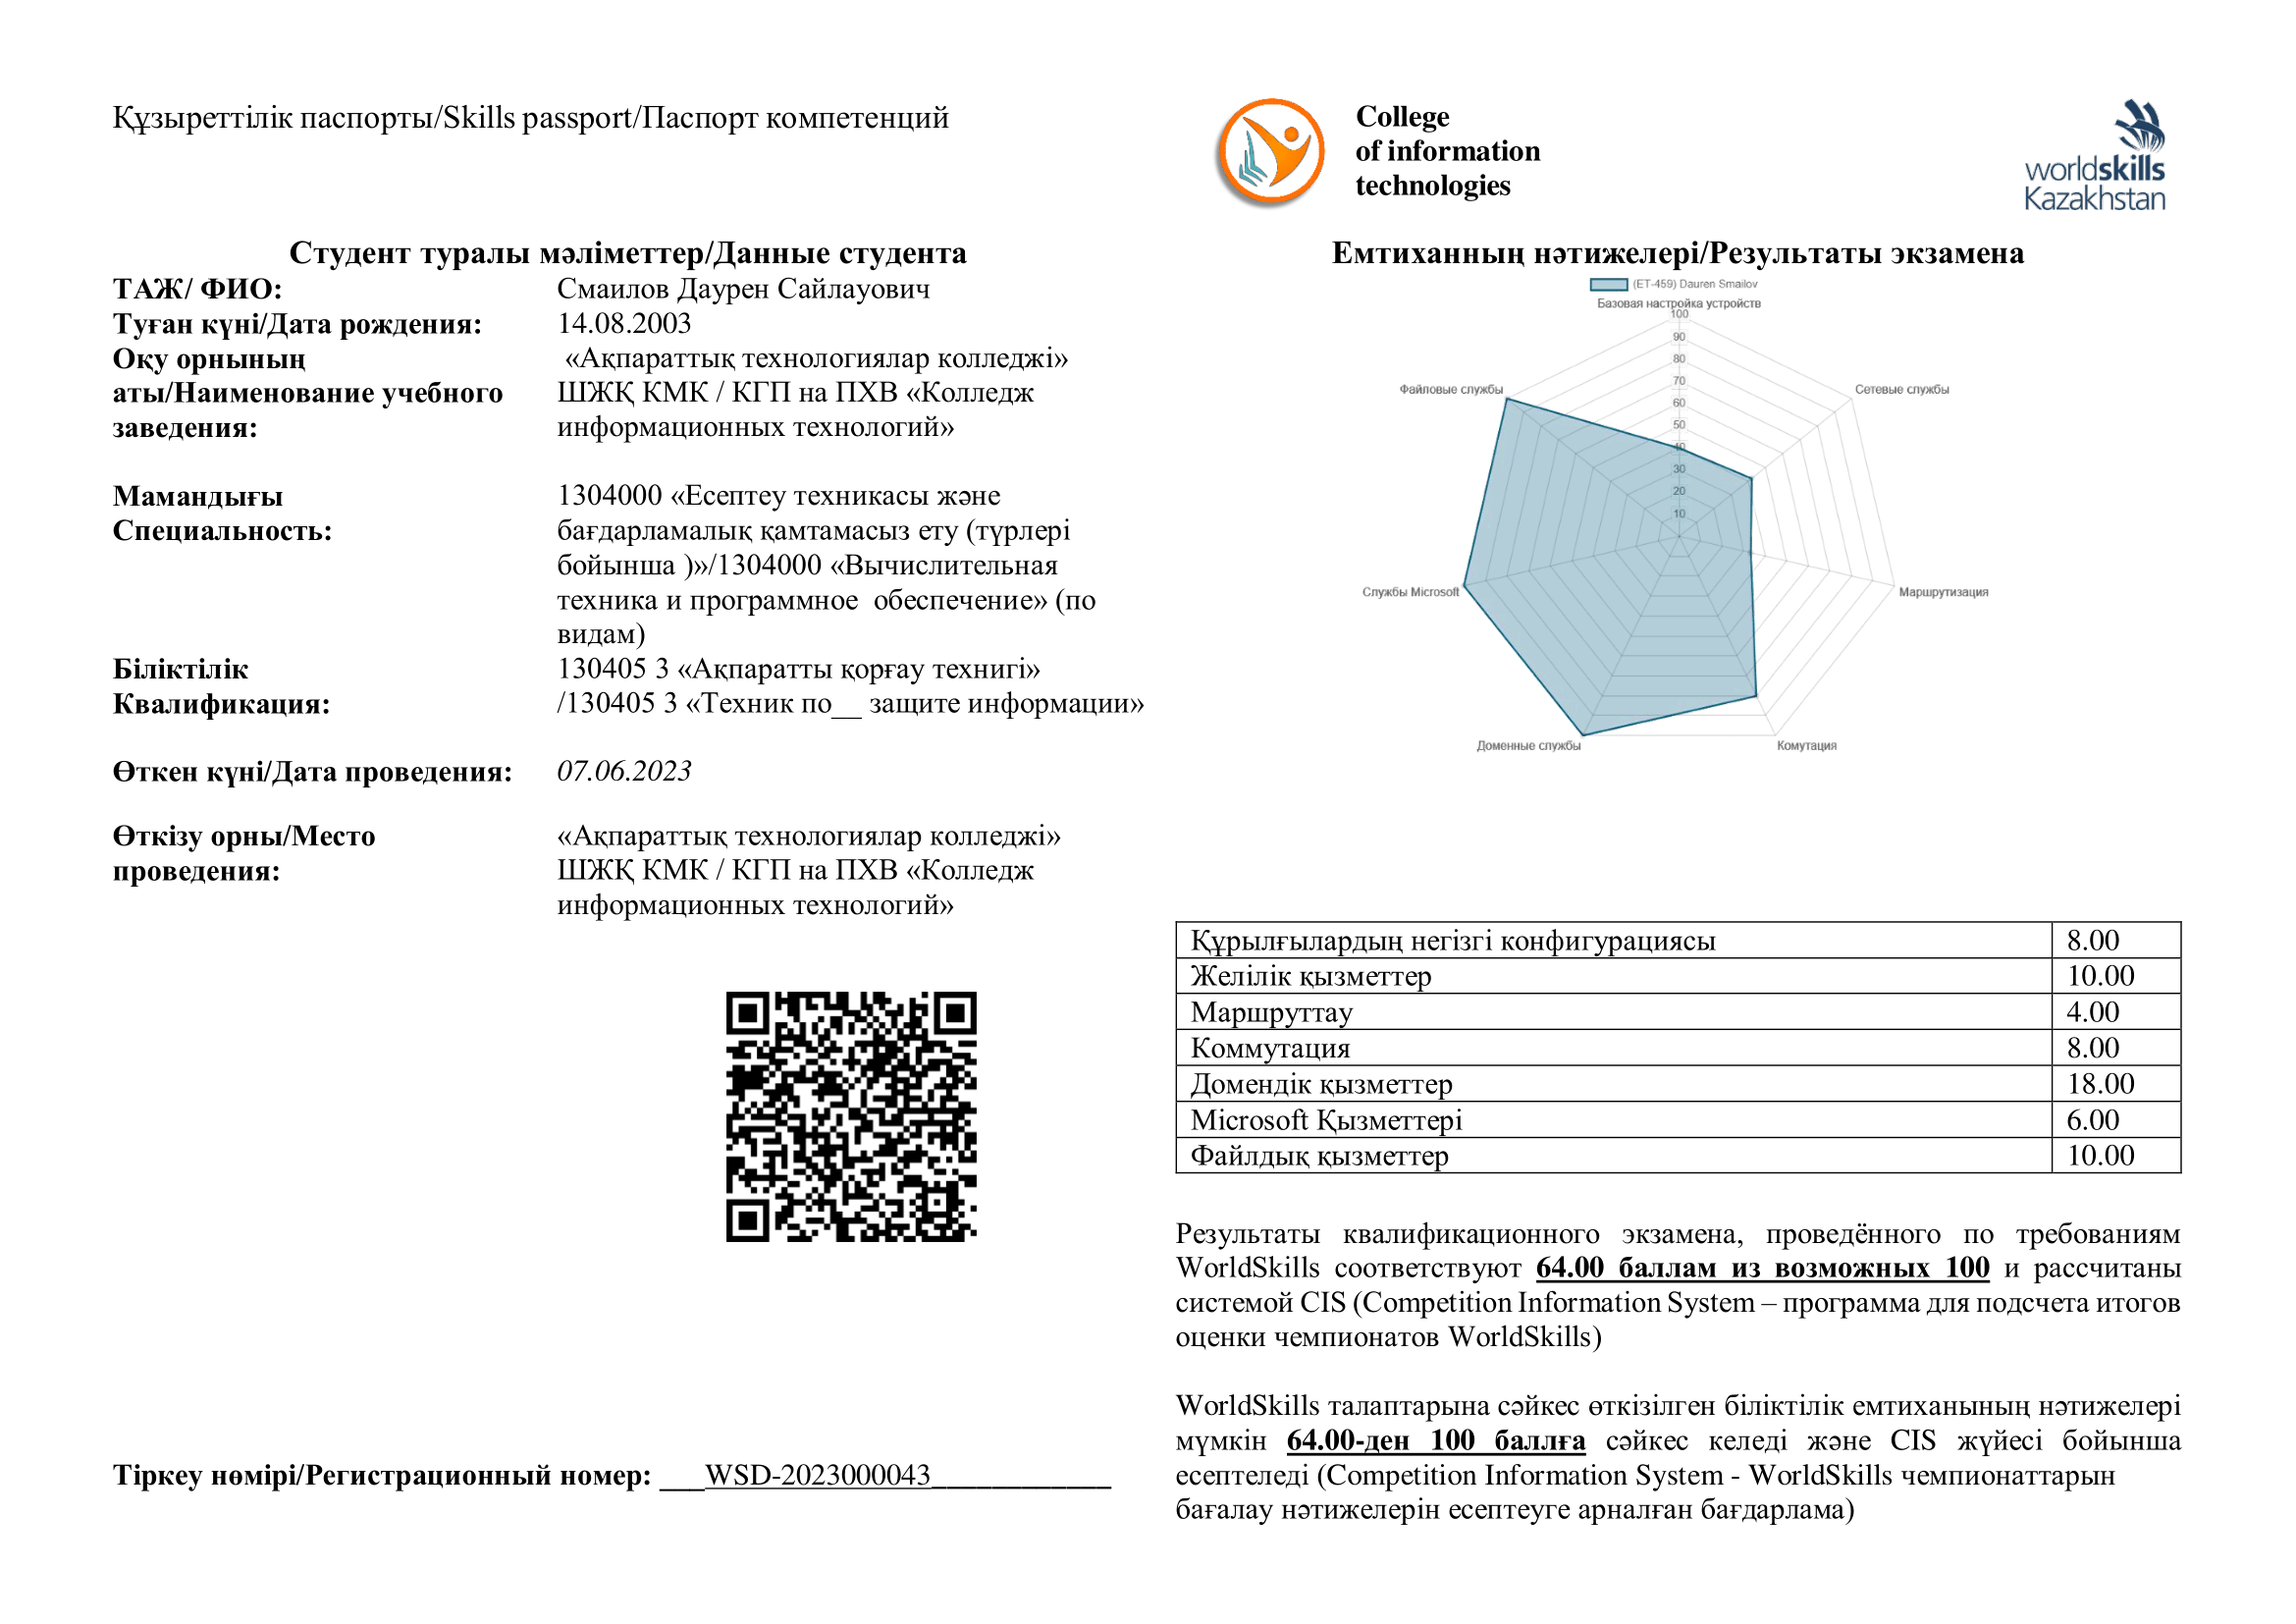 Құзыреттілік паспорты/Skills passport/Паспорт компетенций
Студент туралы мәліметтер/Данные студента
ТАЖ/ ФИО: Смаилов Даурен Сайлауович
Туған күні/Дата рождения: 14.08.2003
Оқу орнының «Ақпараттық технологиялар колледжі»
аты/Наименование учебного ШЖҚ КМК / КГП на ПХВ «Колледж
заведения: информационных технологий»
Мамандығы 1304000 «Есептеу техникасы және
Специальность: бағдарламалық қамтамасыз ету (түрлері
бойынша )»/1304000 «Вычислительная
техника и программное обеспечение» (по
видам)
Біліктілік 130405 3 «Ақпаратты қорғау технигі»
Квалификация: /130405 3 «Техник по__ защите информации»
Өткен күні/Дата проведения: 07.06.2023
Өткізу орны/Место «Ақпараттық технологиялар колледжі»
проведения: ШЖҚ КМК / КГП на ПХВ «Колледж
информационных технологий»
Тіркеу нөмірі/Регистрационный номер: ___WSD-2023000043____________
College
of information
technologies
worldskills
Kazakhstan
Емтиханның нәтижелері/Результаты экзамена
(ET-459) Dauren Smailov
Базовая настройка устройств
100
90
80
70
60
50
40
30
20
10
Файловые службы
Сетевые службы
Службы Microsoft
Маршрутизация
Доменные службы
Комутация
Құрылғылардың негізгі конфигурациясы 8.00
Желілік қызметтер 10.00
Маршруттау 4.00
Коммутация 8.00
Домендік қызметтер 18.00
Microsoft Қызметтері 6.00
Файлдық қызметтер 10.00
Результаты квалификационного экзамена, проведённого по требованиям
WorldSkills соответствуют 64.00 баллам из возможных 100 и рассчитаны
системой CIS (Competition Information System – программа для подсчета итогов
оценки чемпионатов WorldSkills)
WorldSkills талаптарына сәйкес өткізілген біліктілік емтиханының нәтижелері
мүмкін 64.00-ден 100 баллға сәйкес келеді және CIS жүйесі бойынша
есептеледі (Competition Information System - WorldSkills чемпионаттарын
бағалау нәтижелерін есептеуге арналған бағдарлама)